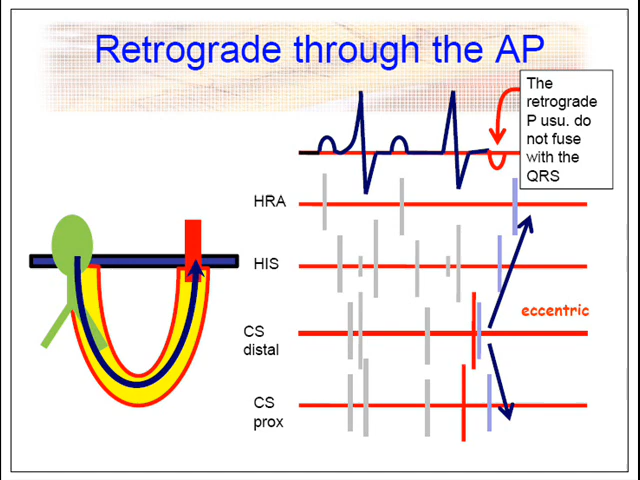 Retrograde through the AP
The
retrograde
P usu. do
not fuse
with the
QRS
HRA
HIS
eccentric
CS
distal
CS
prox